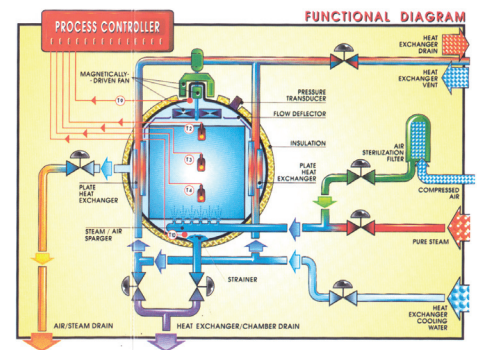 FUNCTIONAL DIAGRAM
PROCESS CONTROLLER
HEAT
EXCHANGER
DRAIN
HEAT
EXCHANGER
VENT
MAGNETICALLY-
-DRIVEN FAN
PRESSURE
TRANSDUCER
FLOW DEFLECTOR
T9
T2
T3
T4
T10
INSULATION
AIR
STERILIZATION
FILTER
PLATE
HEAT
EXCHANGER
COMPRESSED
AIR
PLATE
HEAT
EXCHANGER
STEAM / AIR
SPARGER
PURE STEAM
STRAINER
HEAT
EXCHANGER
COOLING
WATER
AIR/STEAM DRAIN
HEAT EXCHANGER/CHAMBER DRAIN